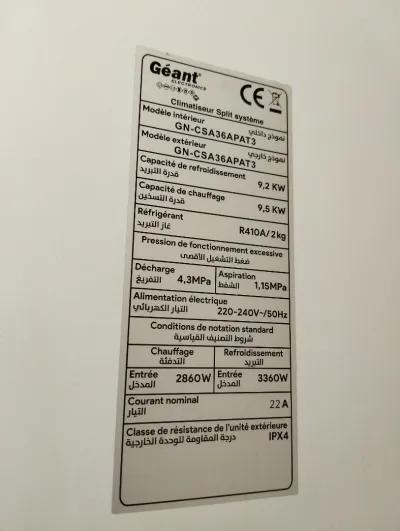 Géant
ELECTRONICS
CE
Climatiseur Split système
Modèle intérieur نموذج داخلي
GN-CSA36APAT3
Modèle extérieur نموذج خارجي
GN-CSA36APAT3
Capacité de refroidissement
قدرة التبريد 9,2 KW
Capacité de chauffage
قدرة التسخين 9,5 KW
Réfrigérant
غاز التبريد R410A/2kg
Pression de fonctionnement excessive
ضغط التشغيل الأقصى
Décharge Aspiration
التفريغ 4,3MPa الشفط 1,15MPa
Alimentation électrique
التيار الكهربائي 220-240V~/50Hz
Conditions de notation standard
شروط التصنيف القياسية
Chauffage Refroidissement
التدفئة التبريد
Entrée 2860W Entrée 3360W
المدخل المدخل
Courant nominal
التيار 22 A
Classe de résistance de l'unité extérieure
درجة المقاومة للوحدة الخارجية IPX4